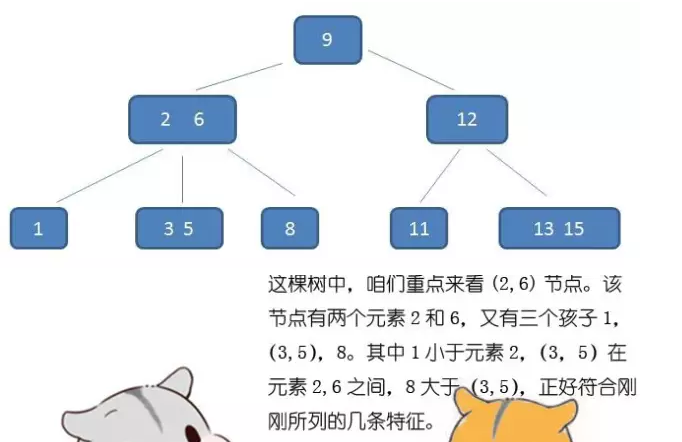 9
2 6 12
1 3 5 8 11 13 15
这棵树中，咱们重点来看 (2,6) 节点。该
节点有两个元素 2 和 6，又有三个孩子 1，
(3,5)，8。其中 1 小于元素 2，(3，5) 在
元素 2,6 之间，8 大于 (3,5)，正好符合刚
刚所列的几条特征。